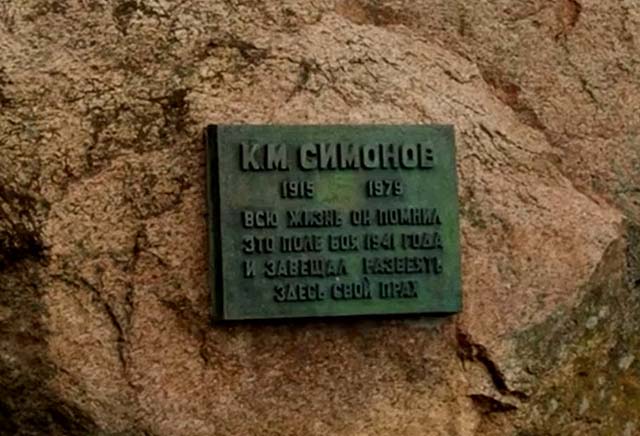 К.М СИМОНОВ
1915 1979
ВСЮ ЖИЗНЬ ОН ПОМНИЛ
ЭТО ПОЛЕ БОЯ 1941 ГОДА
И ЗАВЕЩАЛ РАЗВЕЯТЬ
ЗДЕСЬ СВОЙ ПРАХ